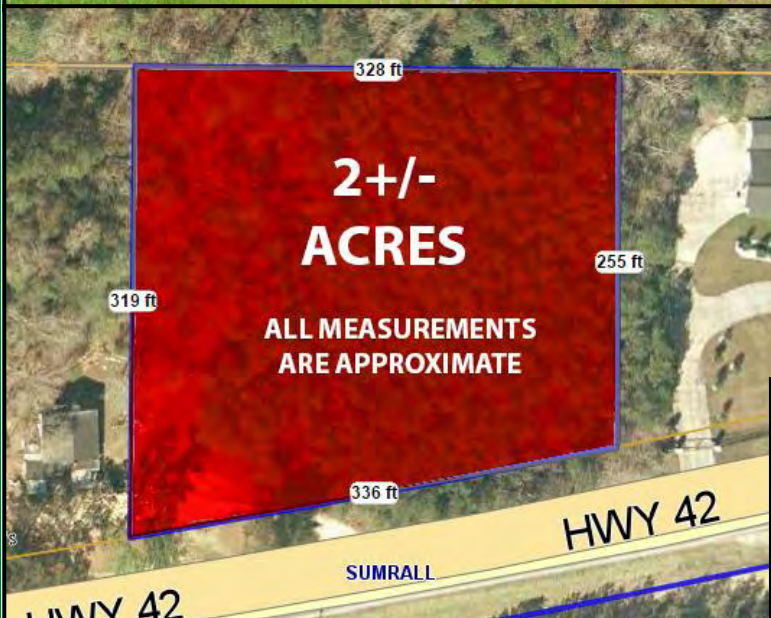 328 ft
2+/-
ACRES
255 ft
319 ft
ALL MEASUREMENTS
ARE APPROXIMATE
336 ft
HWY 42
SUMRALL
HWY 42